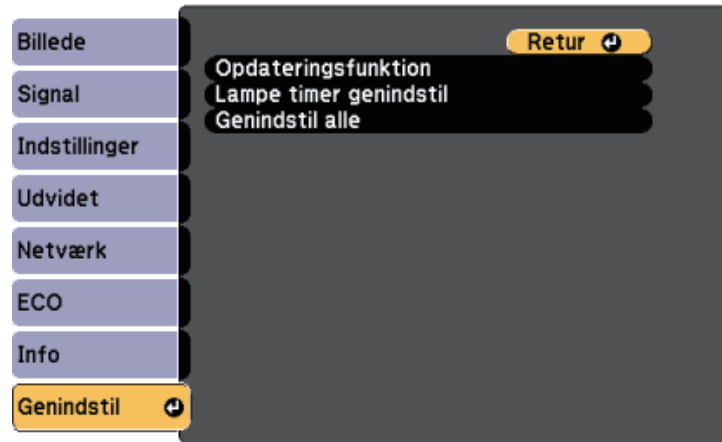 Billede
Signal
Indstillinger
Udvidet
Netværk
ECO
Info
Genindstil
Retur
Opdateringsfunktion
Lampe timer genindstil
Genindstil alle